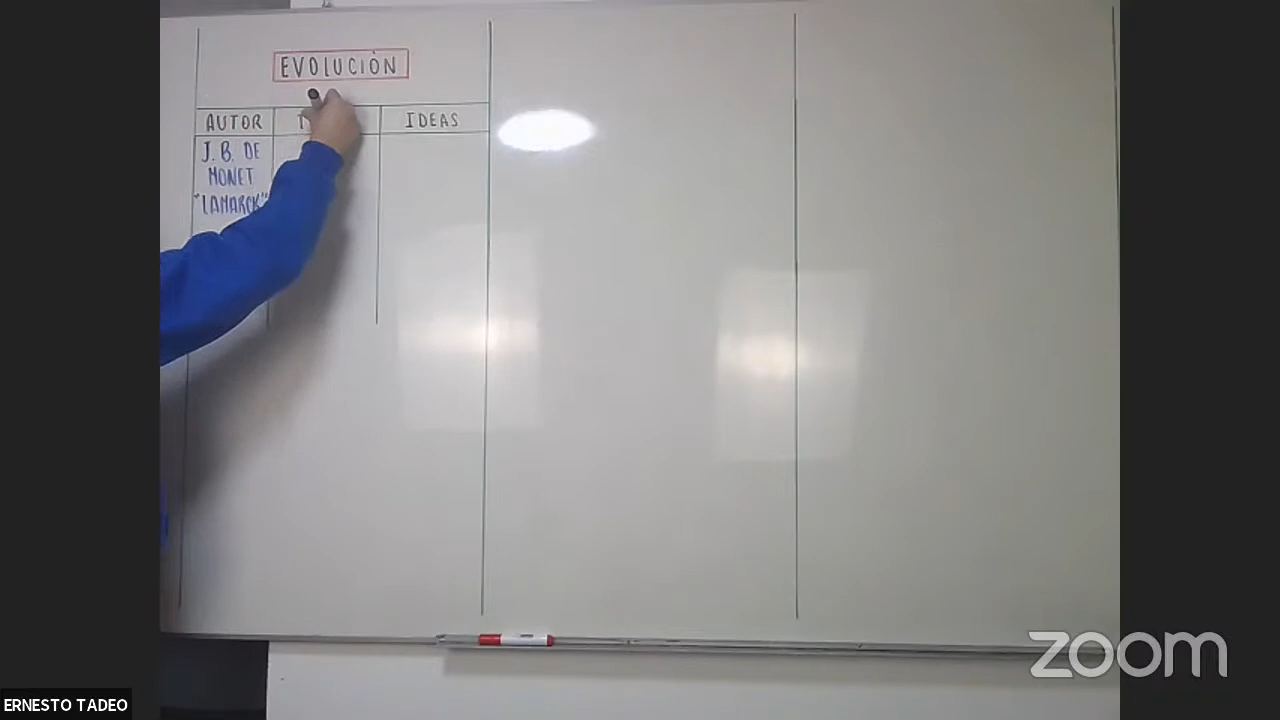 EVOLUCIÓN
AUTOR
IDEAS
J. B. DE
MONET
"LAMARCK"
zoom
ERNESTO TADEO